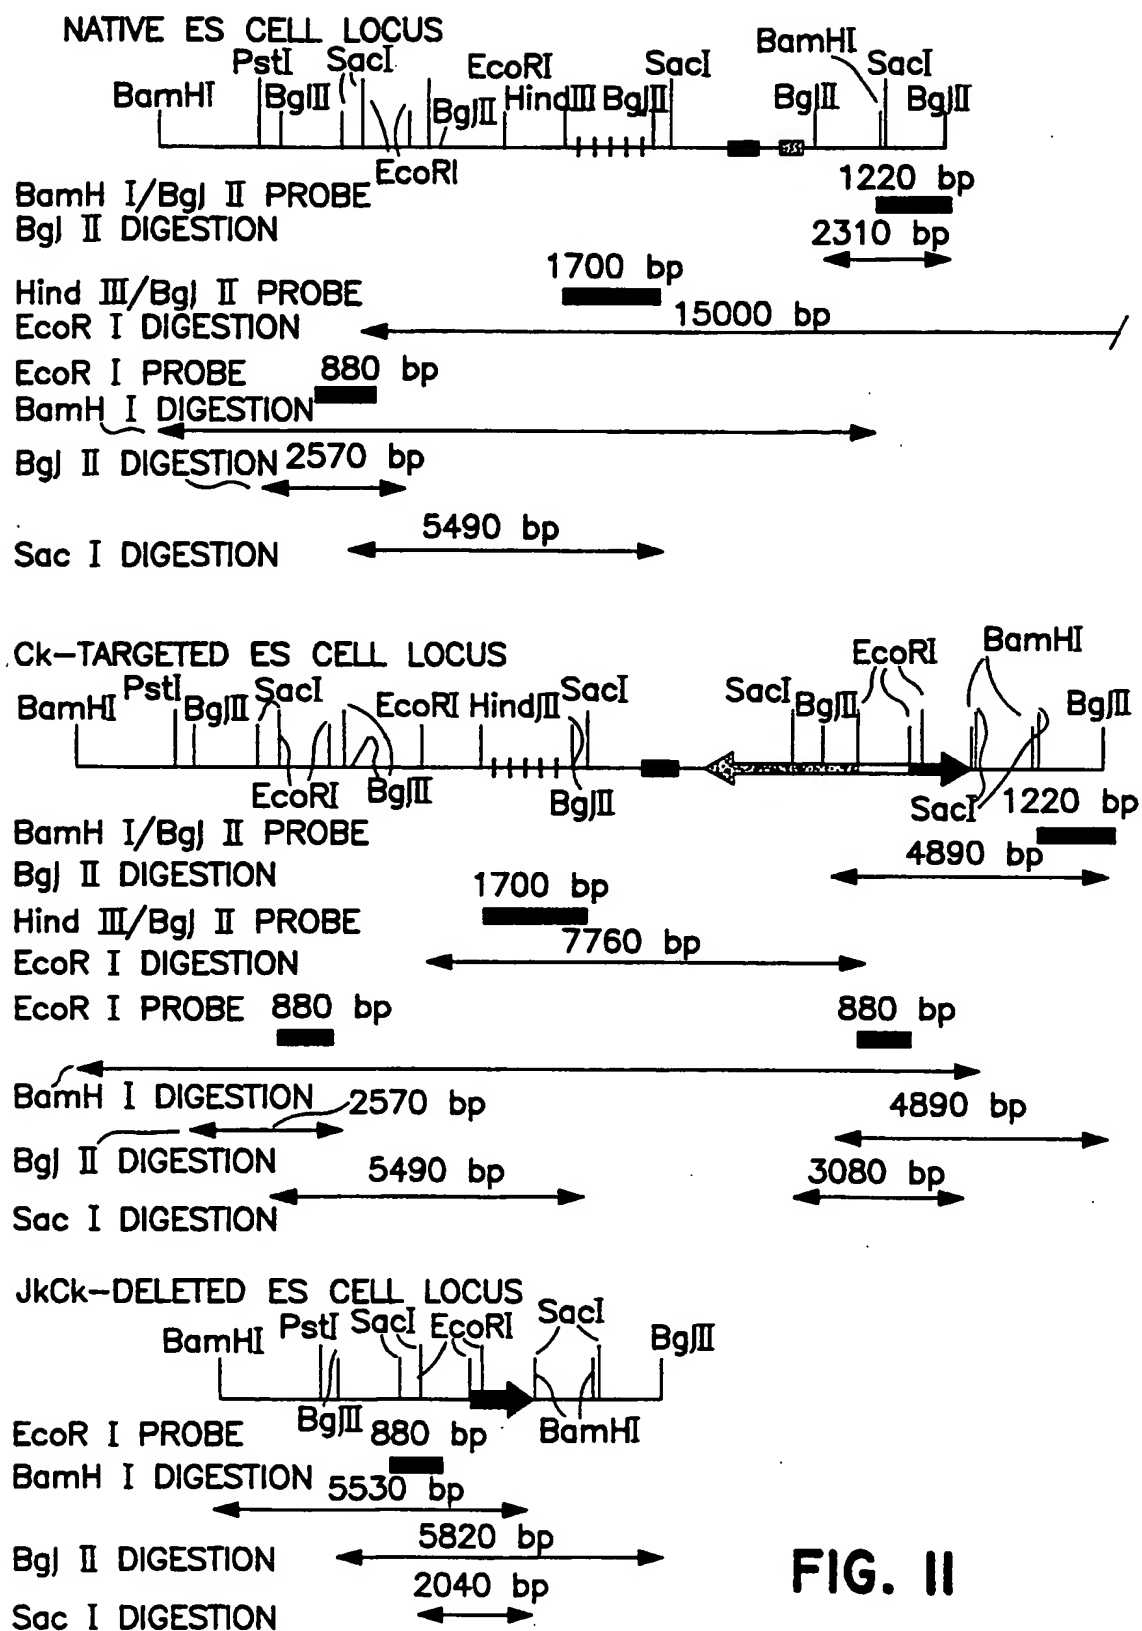 NATIVE ES CELL LOCUS
BamHI
PstI
SacI
EcoRI
SacI
BamHI
SacI
BglII
BglII
HindIII
BglII
BglII
BglII
EcoRI
BamH I/Bgl II PROBE
1220 bp
Bgl II DIGESTION
2310 bp
1700 bp
Hind III/Bgl II PROBE
EcoR I DIGESTION
15000 bp
EcoR I PROBE
880 bp
BamH I DIGESTION
Bgl II DIGESTION
2570 bp
5490 bp
Sac I DIGESTION
Ck-TARGETED ES CELL LOCUS
EcoRI
BamHI
BamHI
PstI
BglII
SacI
EcoRI
HindIII
SacI
SacI
BglII
BglII
EcoRI
BglII
BglII
SacI
1220 bp
BamH I/Bgl II PROBE
Bgl II DIGESTION
4890 bp
1700 bp
Hind III/Bgl II PROBE
7760 bp
EcoR I DIGESTION
EcoR I PROBE
880 bp
880 bp
BamH I DIGESTION
2570 bp
4890 bp
Bgl II DIGESTION
5490 bp
3080 bp
Sac I DIGESTION
JkCk-DELETED ES CELL LOCUS
BamHI
PstI
SacI
EcoRI
SacI
BglII
BglII
BamHI
EcoR I PROBE
880 bp
BamH I DIGESTION
5530 bp
5820 bp
Bgl II DIGESTION
2040 bp
Sac I DIGESTION
FIG. 11